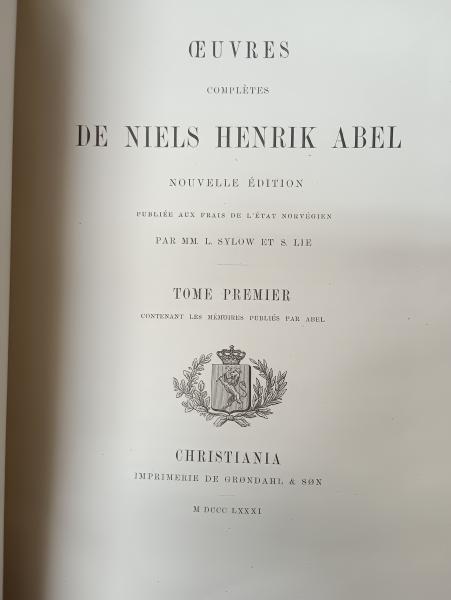 ŒUVRES
COMPLÈTES
DE NIELS HENRIK ABEL
NOUVELLE ÉDITION
PUBLIÉE AUX FRAIS DE L'ÉTAT NORVÉGIEN
PAR MM. L. SYLOW ET S. LIE
TOME PREMIER
CONTENANT LES MÉMOIRES PUBLIÉS PAR ABEL
CHRISTIANIA
IMPRIMERIE DE GRØNDAHL & SØN
M DCCC LXXXI